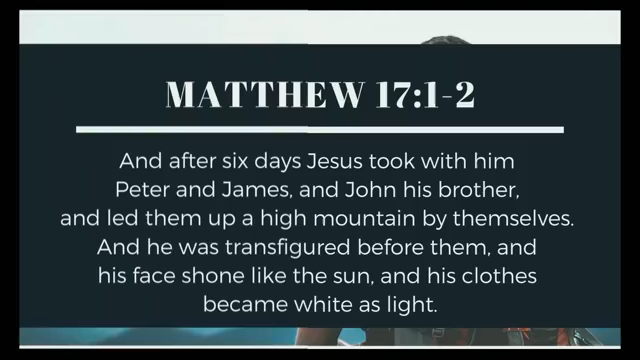 MATTHEW 17:1-2
And after six days Jesus took with him
Peter and James, and John his brother,
and led them up a high mountain by themselves.
And he was transfigured before them, and
his face shone like the sun, and his clothes
became white as light.